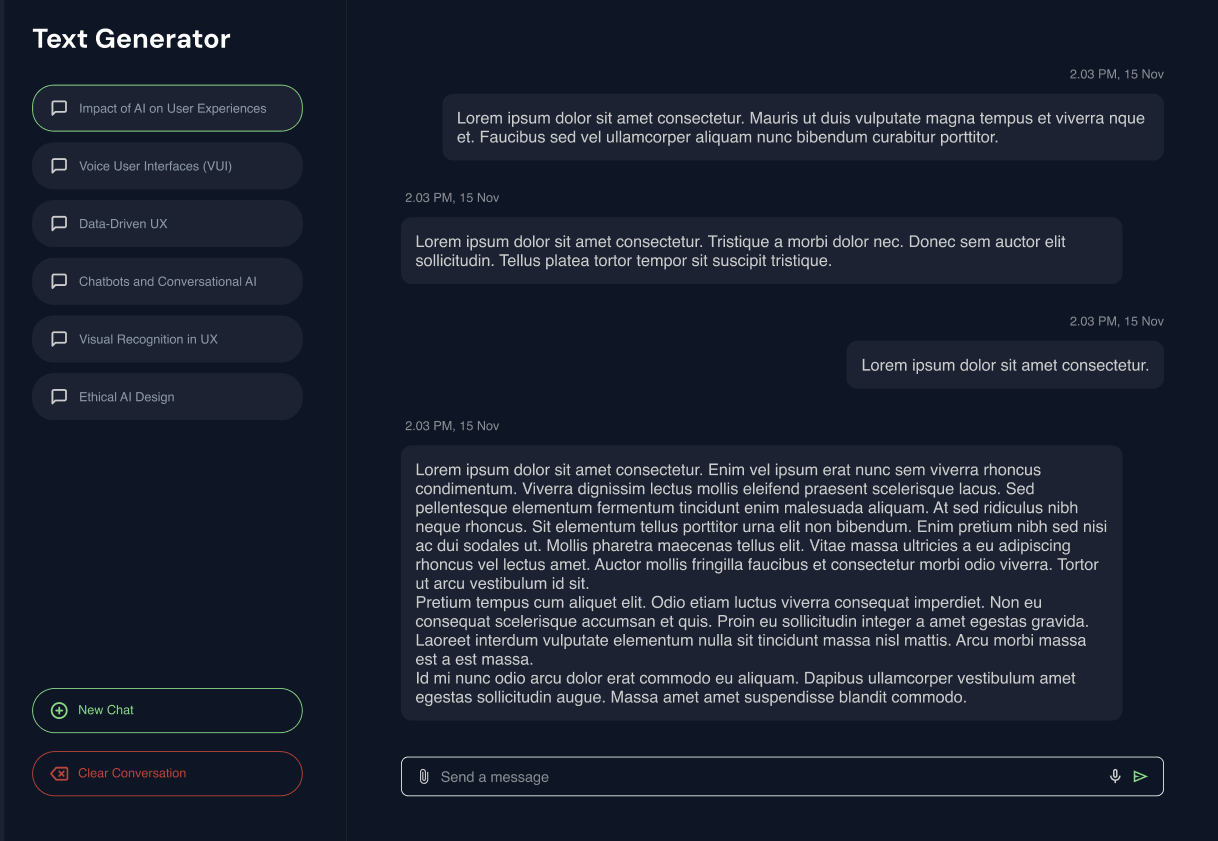 Text Generator
Impact of AI on User Experiences
Voice User Interfaces (VUI)
Data-Driven UX
Chatbots and Conversational AI
Visual Recognition in UX
Ethical AI Design
New Chat
Clear Conversation
2.03 PM, 15 Nov
Lorem ipsum dolor sit amet consectetur. Mauris ut duis vulputate magna tempus et viverra nque
et. Faucibus sed vel ullamcorper aliquam nunc bibendum curabitur porttitor.
2.03 PM, 15 Nov
Lorem ipsum dolor sit amet consectetur. Tristique a morbi dolor nec. Donec sem auctor elit
sollicitudin. Tellus platea tortor tempor sit suscipit tristique.
2.03 PM, 15 Nov
Lorem ipsum dolor sit amet consectetur.
2.03 PM, 15 Nov
Lorem ipsum dolor sit amet consectetur. Enim vel ipsum erat nunc sem viverra rhoncus
condimentum. Viverra dignissim lectus mollis eleifend praesent scelerisque lacus. Sed
pellentesque elementum fermentum tincidunt enim malesuada aliquam. At sed ridiculus nibh
neque rhoncus. Sit elementum tellus porttitor urna elit non bibendum. Enim pretium nibh sed nisi
ac dui sodales ut. Mollis pharetra maecenas tellus elit. Vitae massa ultricies a eu adipiscing
rhoncus vel lectus amet. Auctor mollis fringilla faucibus et consectetur morbi odio viverra. Tortor
ut arcu vestibulum id sit.
Pretium tempus cum aliquet elit. Odio etiam luctus viverra consequat imperdiet. Non eu
consequat scelerisque accumsan et quis. Proin eu sollicitudin integer a amet egestas gravida.
Laoreet interdum vulputate elementum nulla sit tincidunt massa nisl mattis. Arcu morbi massa
est a est massa.
Id mi nunc odio arcu dolor erat commodo eu aliquam. Dapibus ullamcorper vestibulum amet
egestas sollicitudin augue. Massa amet amet suspendisse blandit commodo.
Send a message